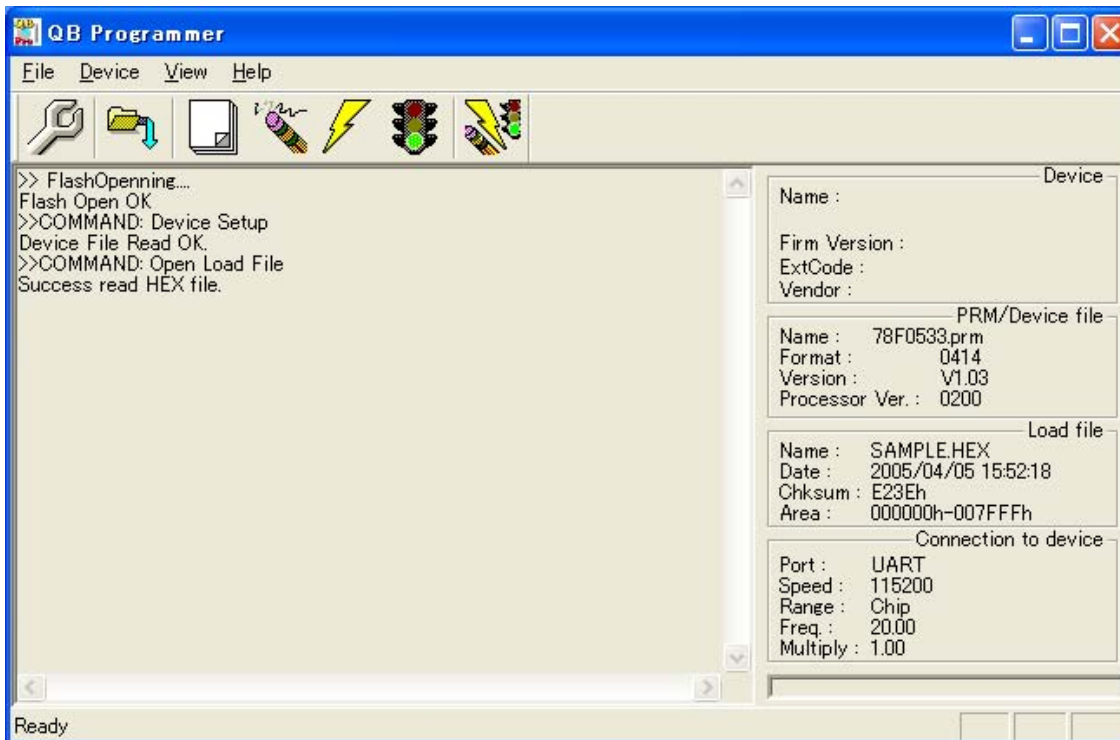 QB Programmer
File Device View Help
>> FlashOpenning....
Flash Open OK
>>COMMAND: Device Setup
Device File Read OK.
>>COMMAND: Open Load File
Success read HEX file.
Device
Name :
Firm Version :
ExtCode :
Vendor :
PRM/Device file
Name : 78F0533.prm
Format : 0414
Version : V1.03
Processor Ver. : 0200
Load file
Name : SAMPLE.HEX
Date : 2005/04/05 15:52:18
Chksum : E23Eh
Area : 000000h-007FFFh
Connection to device
Port : UART
Speed : 115200
Range : Chip
Freq. : 20.00
Multiply : 1.00
Ready